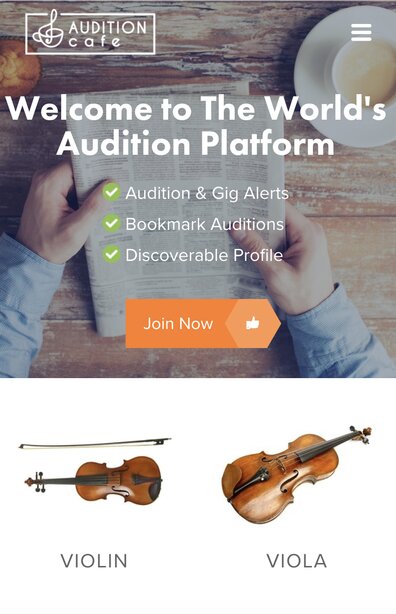 AUDITION
cafe
Welcome to The World's
Audition Platform
Audition & Gig Alerts
Bookmark Auditions
Discoverable Profile
Join Now
VIOLIN
VIOLA